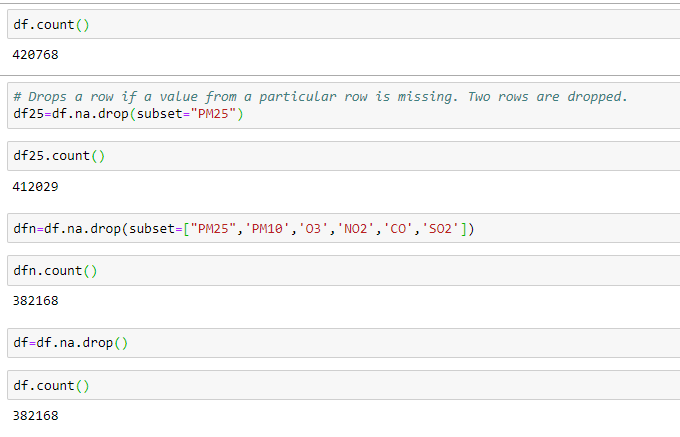 df.count()
420768
# Drops a row if a value from a particular row is missing. Two rows are dropped.
df25=df.na.drop(subset="PM25")
df25.count()
412029
dfn=df.na.drop(subset=["PM25",'PM10','O3','NO2','CO','SO2'])
dfn.count()
382168
df=df.na.drop()
df.count()
382168